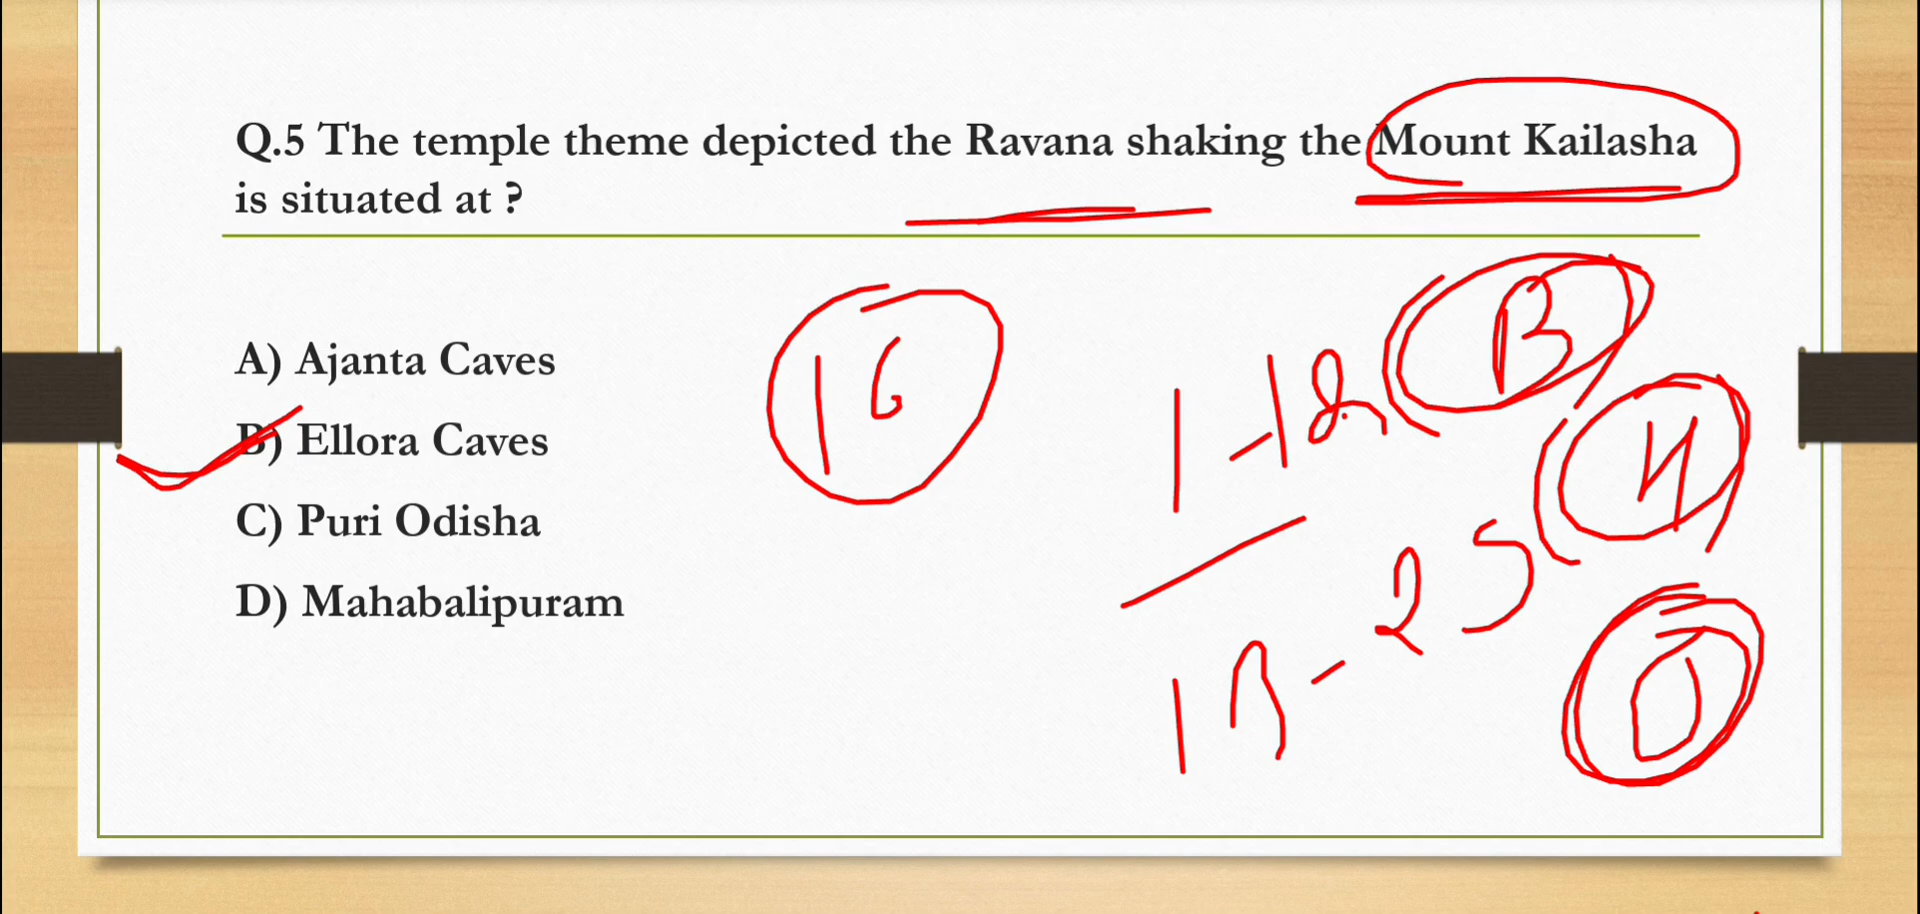 Q.5 The temple theme depicted the Ravana shaking the Mount Kailasha
is situated at ?
A) Ajanta Caves
B) Ellora Caves
C) Puri Odisha
D) Mahabalipuram
16
1-12 B
H
13-25
J